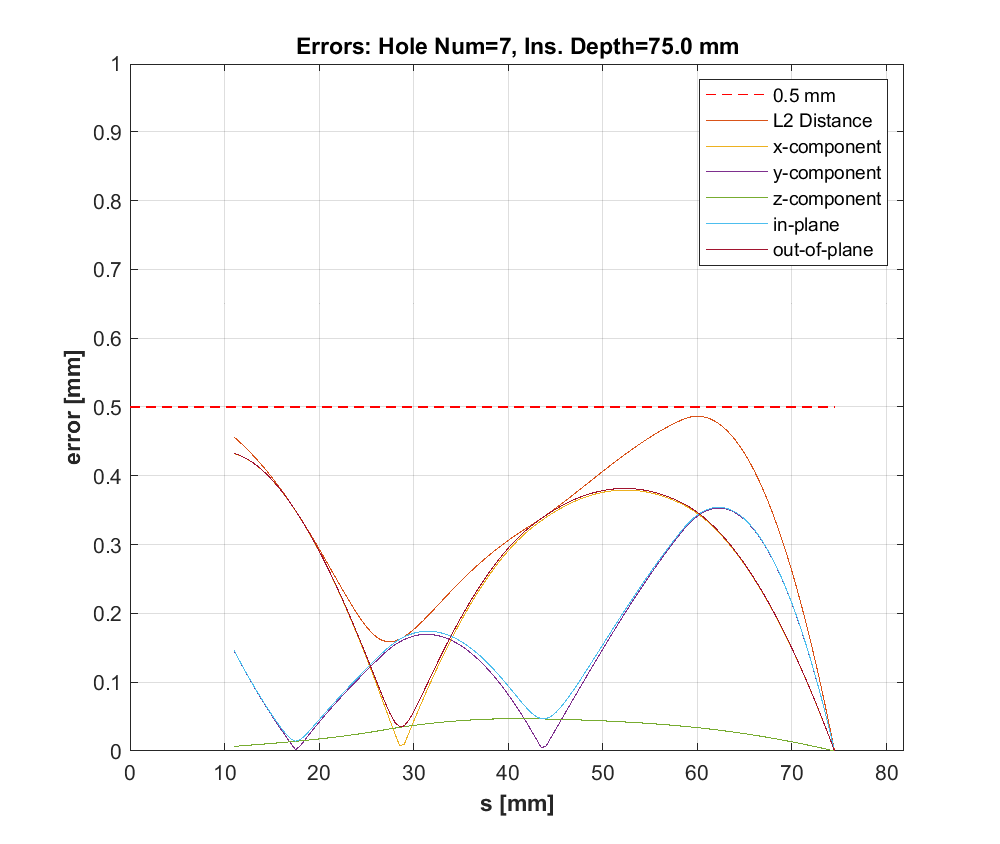 Errors: Hole Num=7, Ins. Depth=75.0 mm
1
0.9
0.8
0.7
0.6
0.5
0.4
0.3
0.2
0.1
0
error [mm]
0.5 mm
L2 Distance
x-component
y-component
z-component
in-plane
out-of-plane
0 10 20 30 40 50 60 70 80
s [mm]